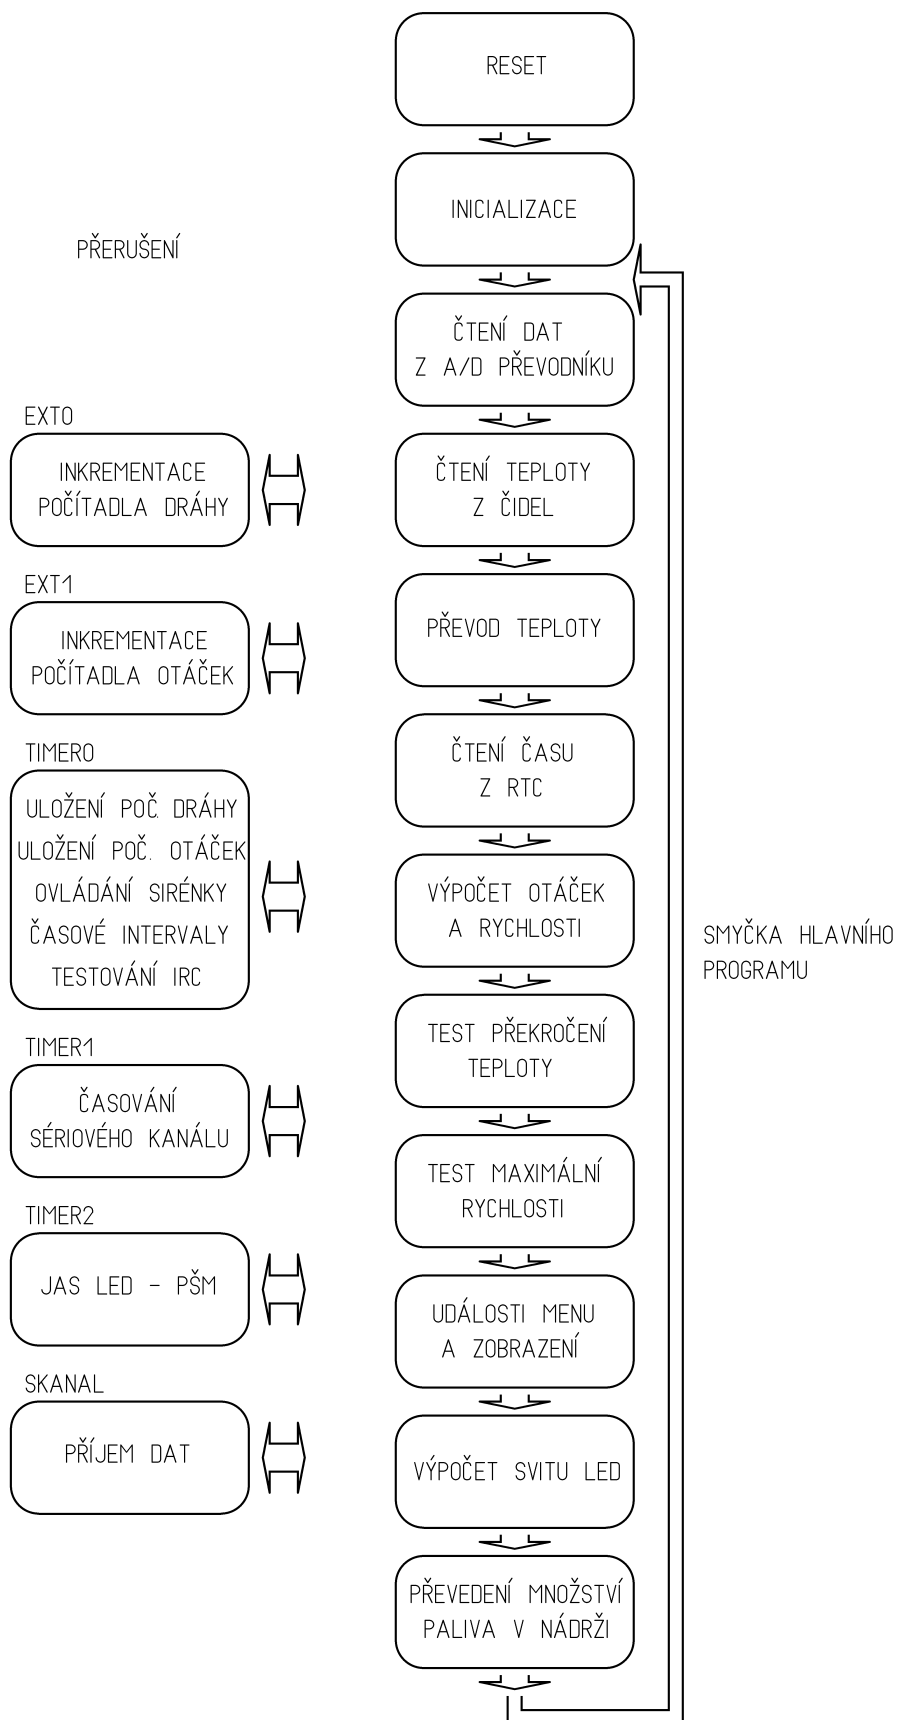 RESET
INICIALIZACE
PŘERUŠENÍ
ČTENÍ DAT
Z A/D PŘEVODNÍKU
EXT0
INKREMENTACE
POČÍTADLA DRÁHY
ČTENÍ TEPLOTY
Z ČIDEL
EXT1
INKREMENTACE
POČÍTADLA OTÁČEK
PŘEVOD TEPLOTY
TIMER0
ULOŽENÍ POČ. DRÁHY
ULOŽENÍ POČ. OTÁČEK
OVLÁDÁNÍ SIRÉNKY
ČASOVÉ INTERVALY
TESTOVÁNÍ IRC
ČTENÍ ČASU
Z RTC
VÝPOČET OTÁČEK
A RYCHLOSTI
SMYČKA HLAVNÍHO
PROGRAMU
TEST PŘEKROČENÍ
TEPLOTY
TIMER1
ČASOVÁNÍ
SÉRIOVÉHO KANÁLU
TEST MAXIMÁLNÍ
RYCHLOSTI
TIMER2
JAS LED - PŠM
UDÁLOSTI MENU
A ZOBRAZENÍ
SKANAL
PŘÍJEM DAT
VÝPOČET SVITU LED
PŘEVEDENÍ MNOŽSTVÍ
PALIVA V NÁDRŽI